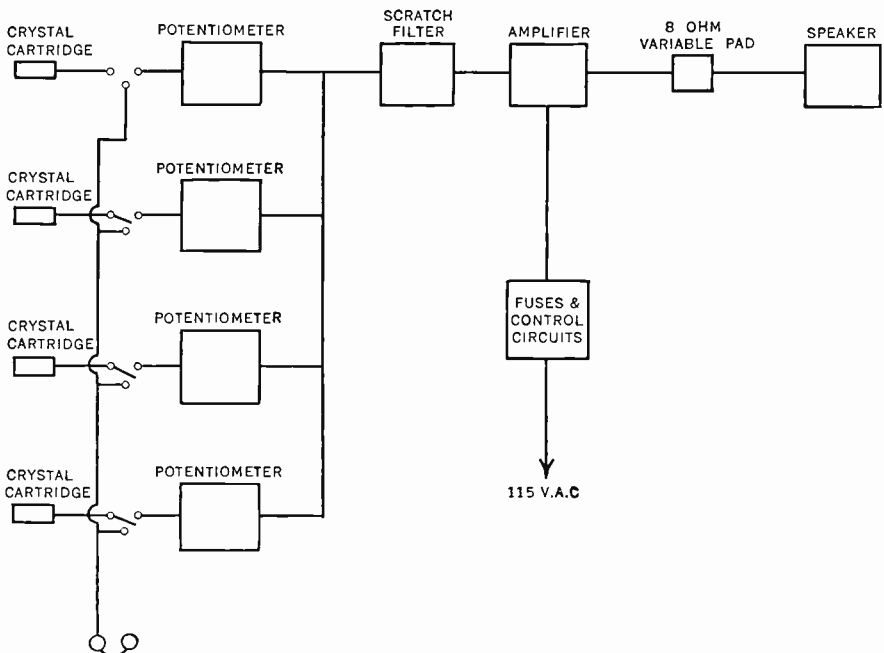 CRYSTAL
CARTRIDGE
POTENTIOMETER
SCRATCH
FILTER
AMPLIFIER
8 OHM
VARIABLE PAD
SPEAKER
CRYSTAL
CARTRIDGE
POTENTIOMETER
CRYSTAL
CARTRIDGE
POTENTIOMETER
FUSES &
CONTROL
CIRCUITS
CRYSTAL
CARTRIDGE
POTENTIOMETER
115 V.A.C